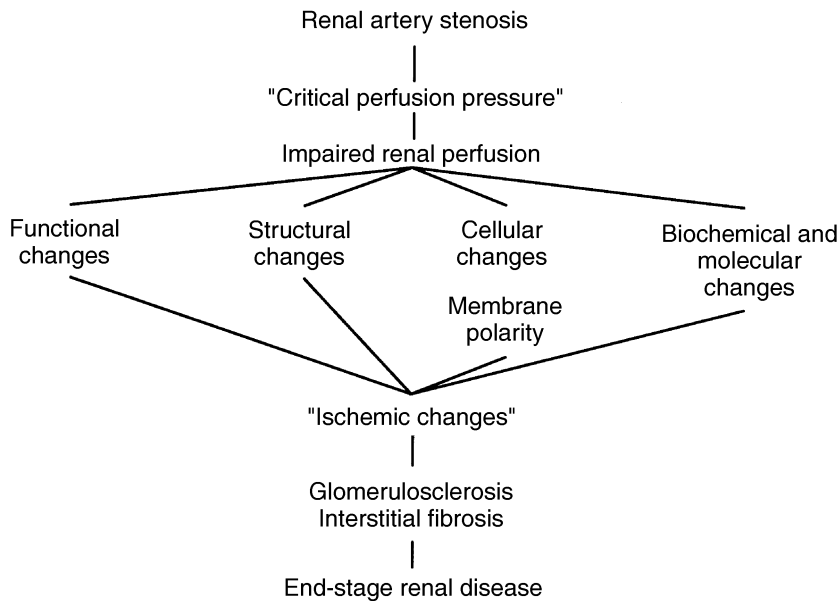 Renal artery stenosis
"Critical perfusion pressure"
Impaired renal perfusion
Functional
changes
Structural
changes
Cellular
changes
Biochemical and
molecular
changes
Membrane
polarity
"Ischemic changes"
Glomerulosclerosis
Interstitial fibrosis
End-stage renal disease